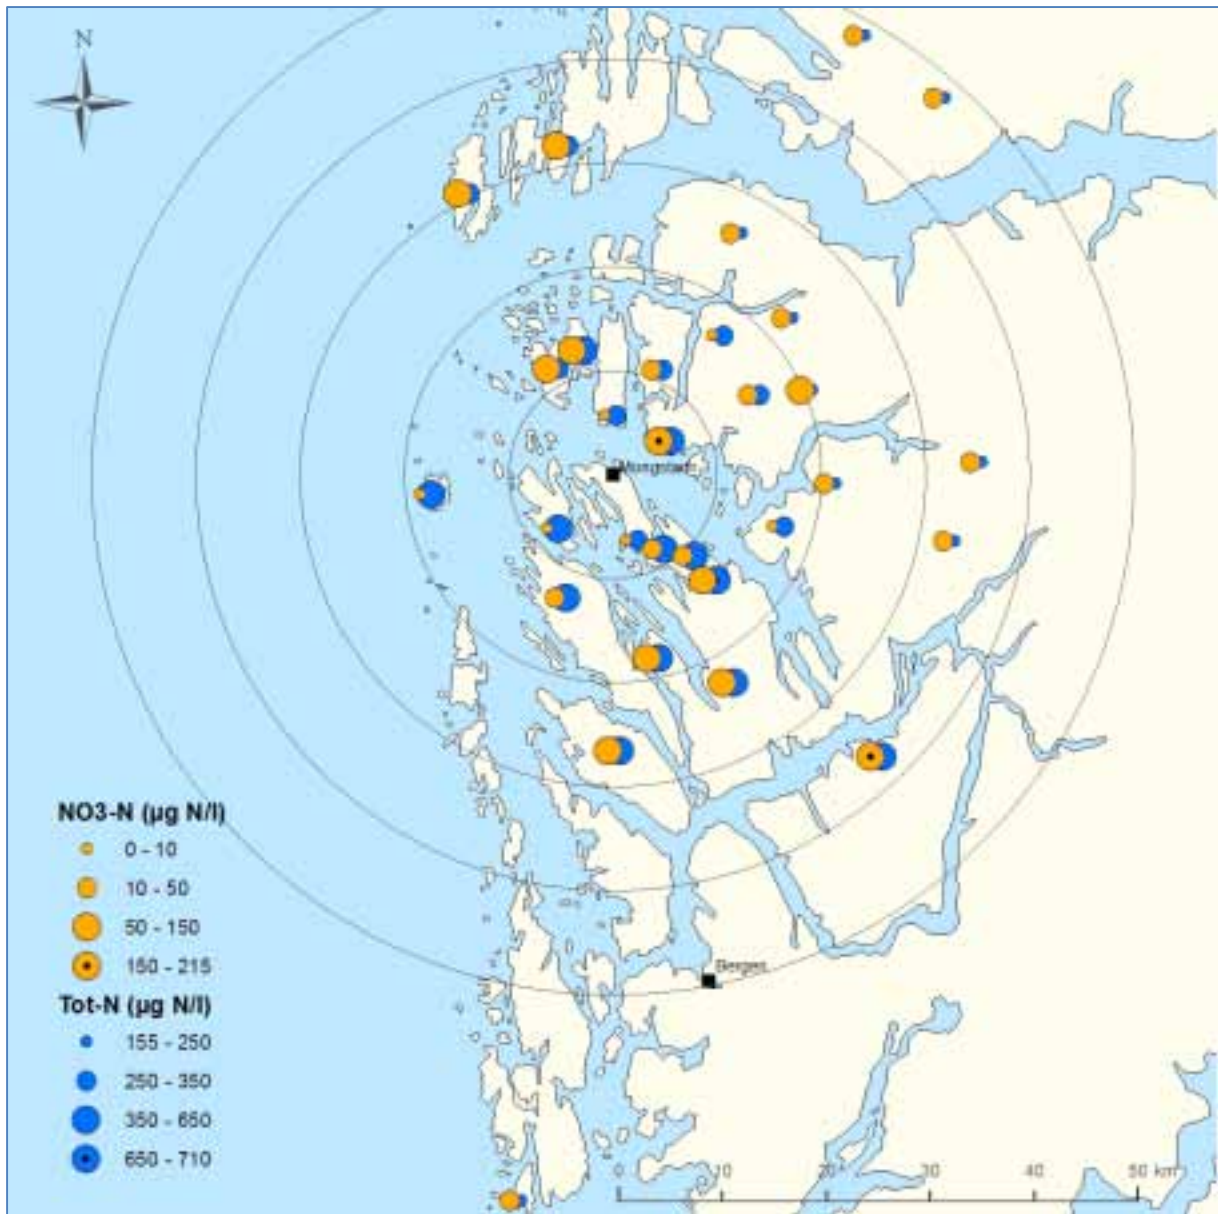 N
Mongstad
Bergen
NO3-N (µg N/l)
0 - 10
10 - 50
50 - 150
150 - 215
Tot-N (µg N/l)
155 - 250
250 - 350
350 - 650
650 - 710
0 10 20 30 50 km